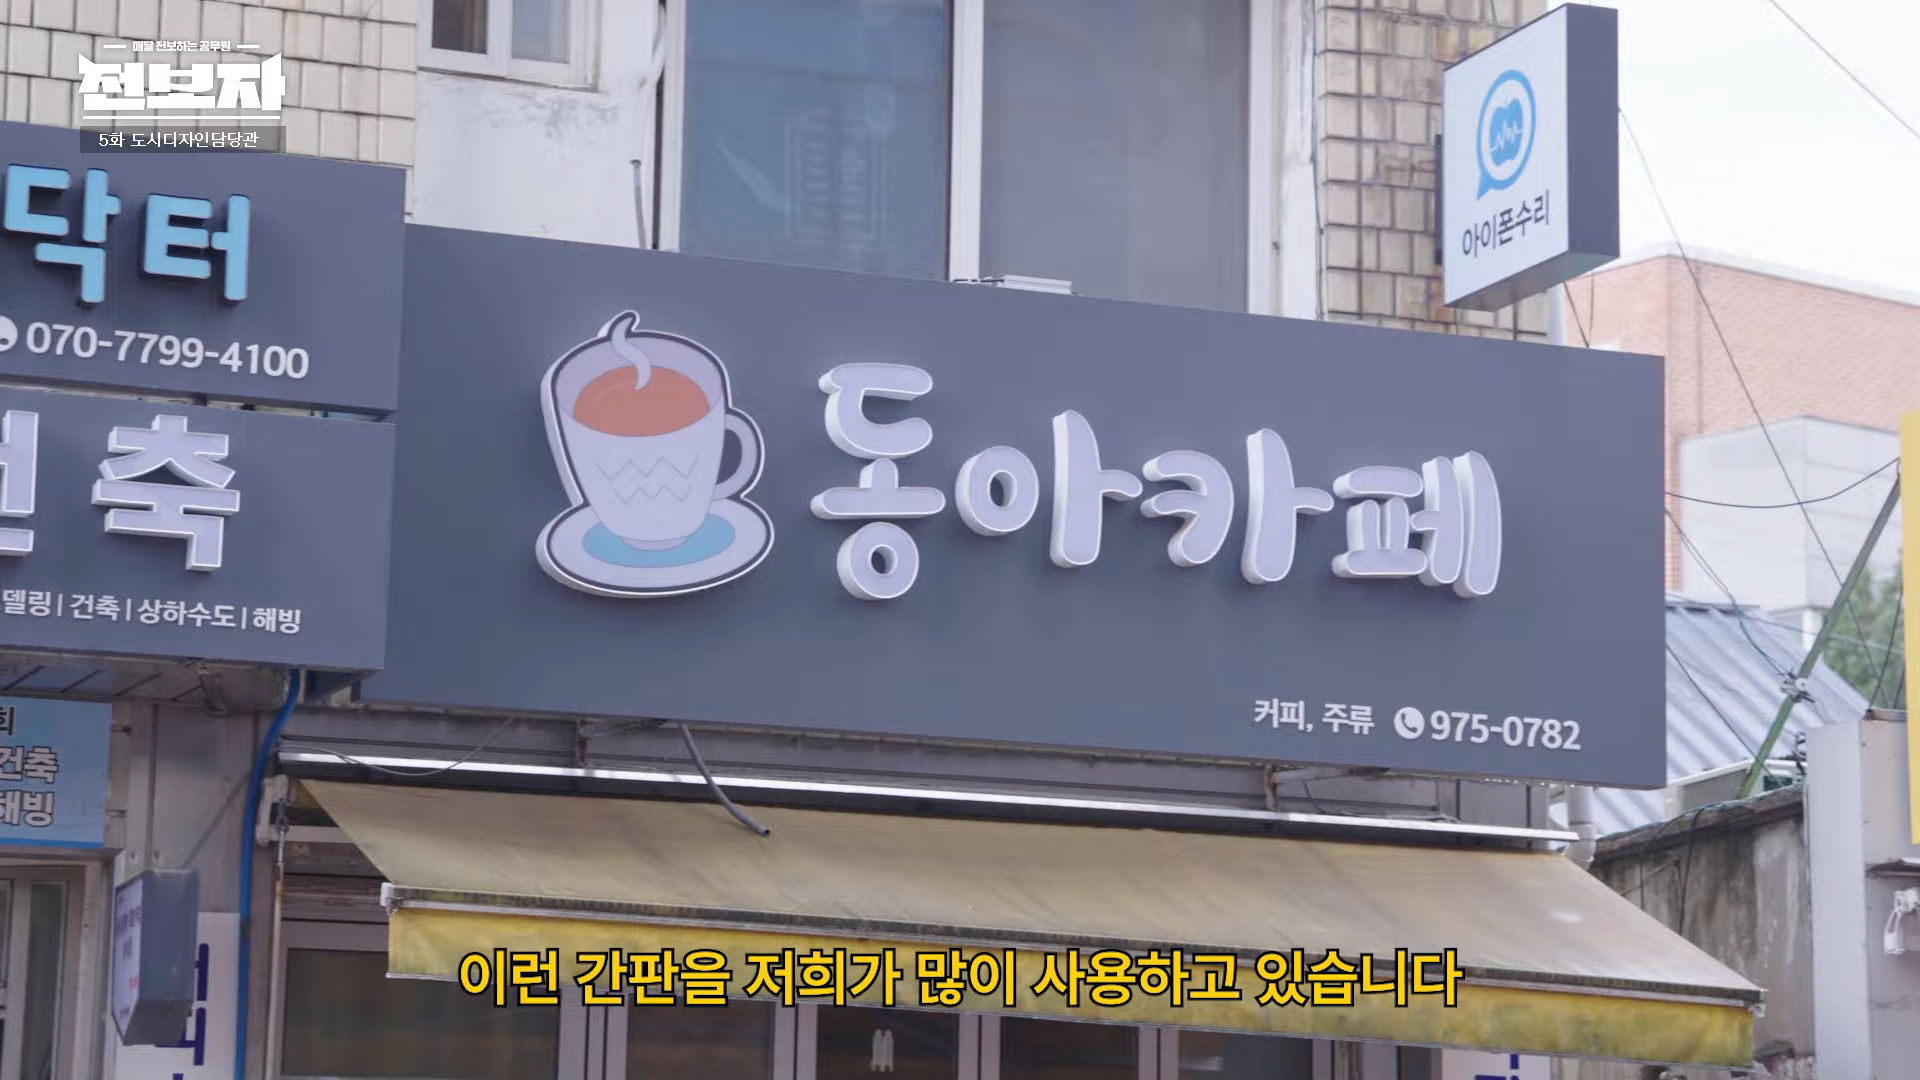 매달 전보하는 공무원
전보자
5화 도시디자인담당관
닥터
070-7799-4100
축
델링 | 건축 | 상하수도 | 해빙
회
건축
해빙
동아카페
커피, 주류 975-0782
아이폰수리
이런 간판을 저희가 많이 사용하고 있습니다